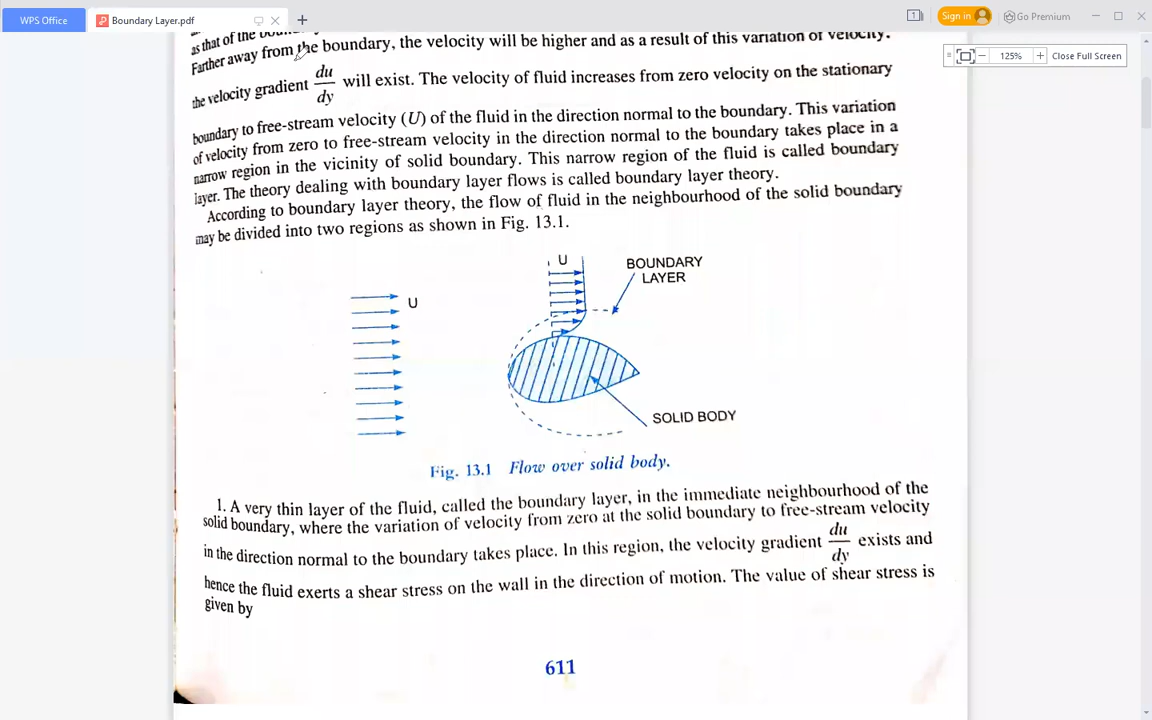 WPS Office
Boundary Layer.pdf
1
Sign in
Go Premium
125%
Close Full Screen
as that of the
Farther away from the boundary, the velocity will be higher and as a result of this variation of velocity.
the velocity gradient du/dy will exist. The velocity of fluid increases from zero velocity on the stationary
boundary to free-stream velocity (U) of the fluid in the direction normal to the boundary. This variation
of velocity from zero to free-stream velocity in the direction normal to the boundary takes place in a
narrow region in the vicinity of solid boundary. This narrow region of the fluid is called boundary
layer. The theory dealing with boundary layer flows is called boundary layer theory.
According to boundary layer theory, the flow of fluid in the neighbourhood of the solid boundary
may be divided into two regions as shown in Fig. 13.1.
U
BOUNDARY
LAYER
U
SOLID BODY
Fig. 13.1 Flow over solid body.
1. A very thin layer of the fluid, called the boundary layer, in the immediate neighbourhood of the
solid boundary, where the variation of velocity from zero at the solid boundary to free-stream velocity
in the direction normal to the boundary takes place. In this region, the velocity gradient du/dy exists and
hence the fluid exerts a shear stress on the wall in the direction of motion. The value of shear stress is
given by
611